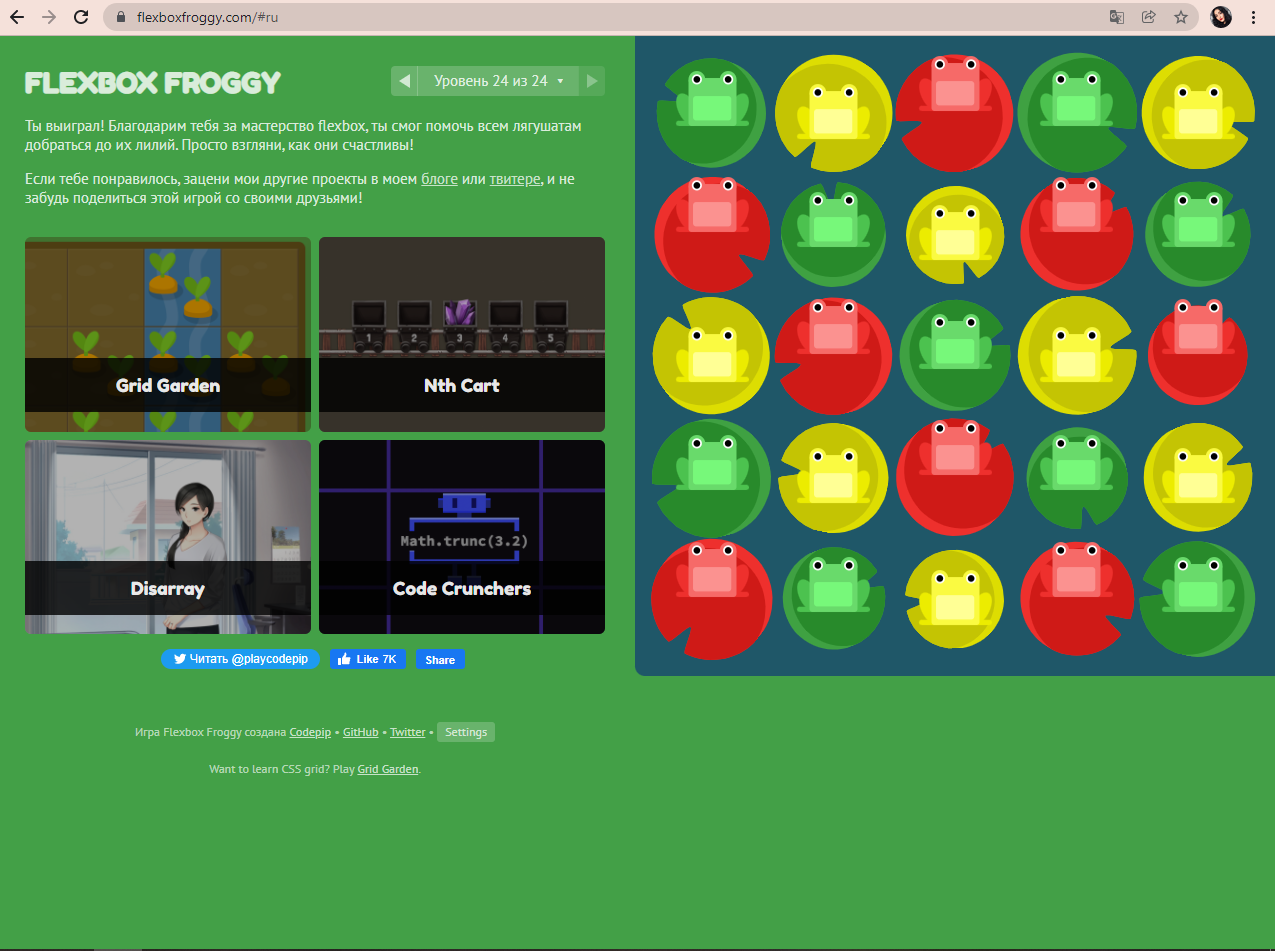 flexboxfroggy.com/#ru
FLEXBOX FROGGY
Уровень 24 из 24
Ты выиграл! Благодарим тебя за мастерство flexbox, ты смог помочь всем лягушатам
добраться до их лилий. Просто взгляни, как они счастливы!
Если тебе понравилось, зацени мои другие проекты в моем блоге или твитере, и не
забудь поделиться этой игрой со своими друзьями!
Grid Garden
1 2 3 4 5
Nth Cart
Disarray
Math.trunc(3.2)
Code Crunchers
Читать @playcodepip
Like 7K
Share
Игра Flexbox Froggy создана Codepip • GitHub • Twitter • Settings
Want to learn CSS grid? Play Grid Garden.